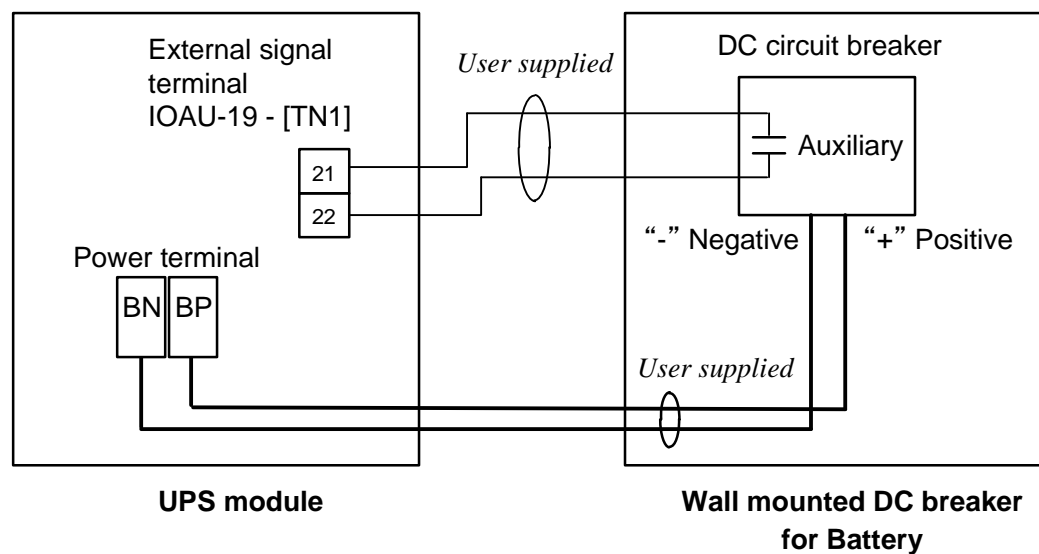 External signal
terminal
IOAU-19 - [TN1]
21
22
Power terminal
BN
BP
User supplied
DC circuit breaker
Auxiliary
“-” Negative
“+” Positive
User supplied
UPS module
Wall mounted DC breaker
for Battery